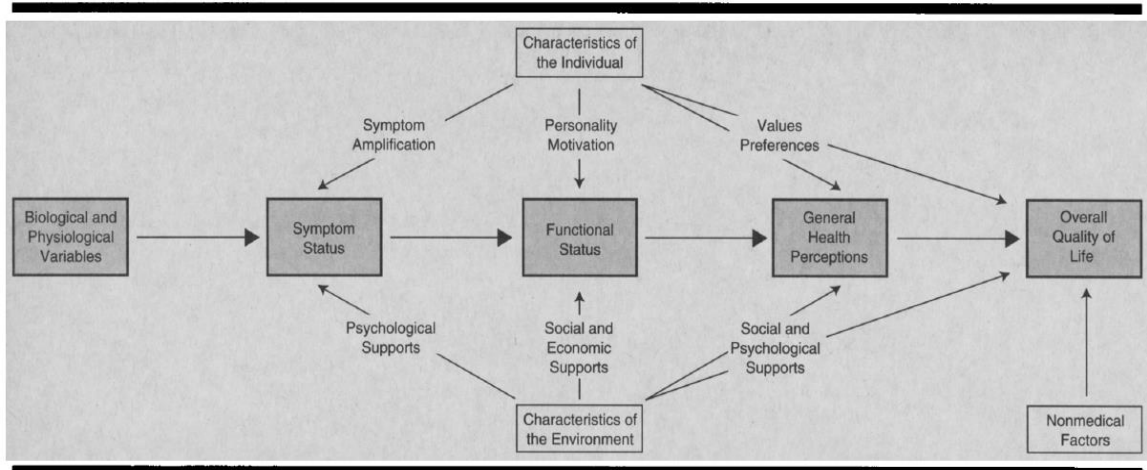 Characteristics of
the Individual
Symptom
Amplification
Personality
Motivation
Values
Preferences
Biological and
Physiological
Variables
Symptom
Status
Functional
Status
General
Health
Perceptions
Overall
Quality of
Life
Psychological
Supports
Social and
Economic
Supports
Social and
Psychological
Supports
Characteristics of
the Environment
Nonmedical
Factors